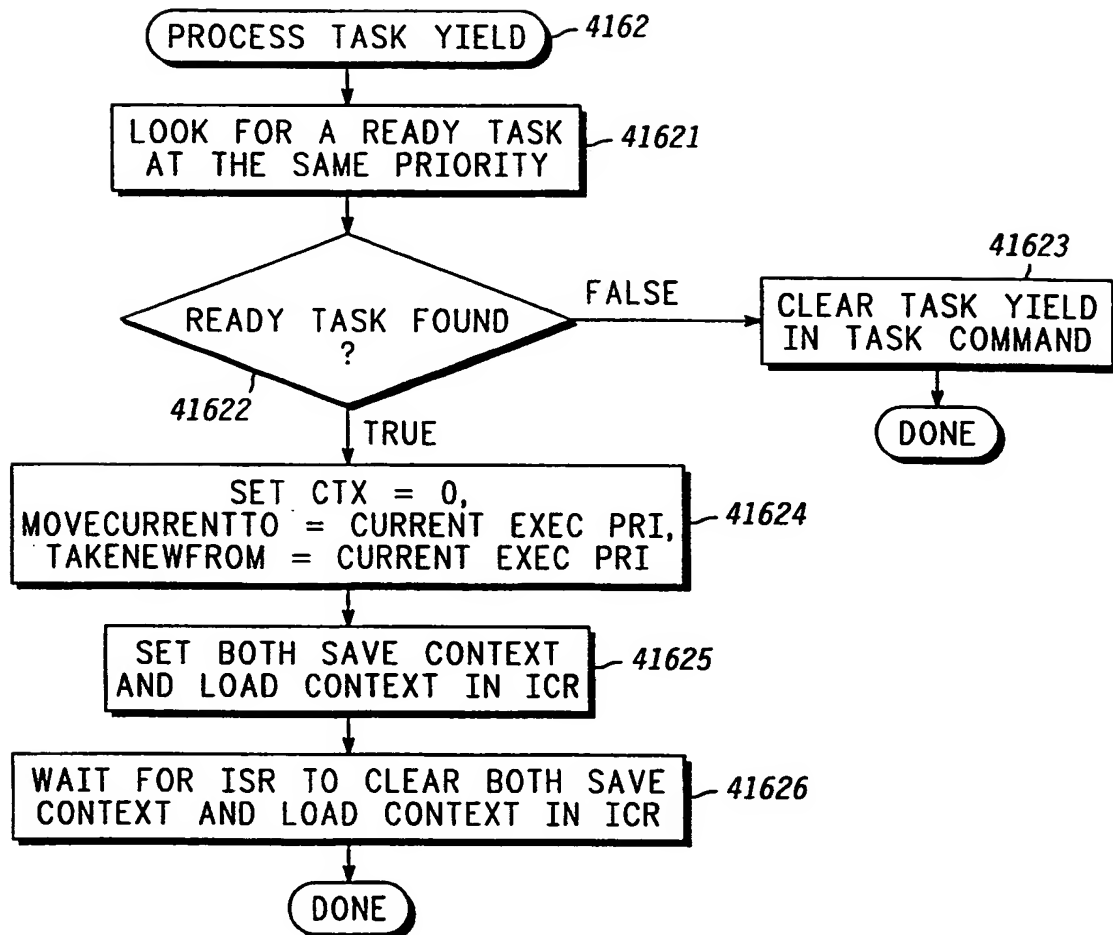 PROCESS TASK YIELD
4162
LOOK FOR A READY TASK
AT THE SAME PRIORITY
41621
READY TASK FOUND
?
41622
FALSE
41623
CLEAR TASK YIELD
IN TASK COMMAND
DONE
TRUE
SET CTX = 0,
MOVECURRENTTO = CURRENT EXEC PRI,
TAKENEWFROM = CURRENT EXEC PRI
41624
SET BOTH SAVE CONTEXT
AND LOAD CONTEXT IN ICR
41625
WAIT FOR ISR TO CLEAR BOTH SAVE
CONTEXT AND LOAD CONTEXT IN ICR
41626
DONE